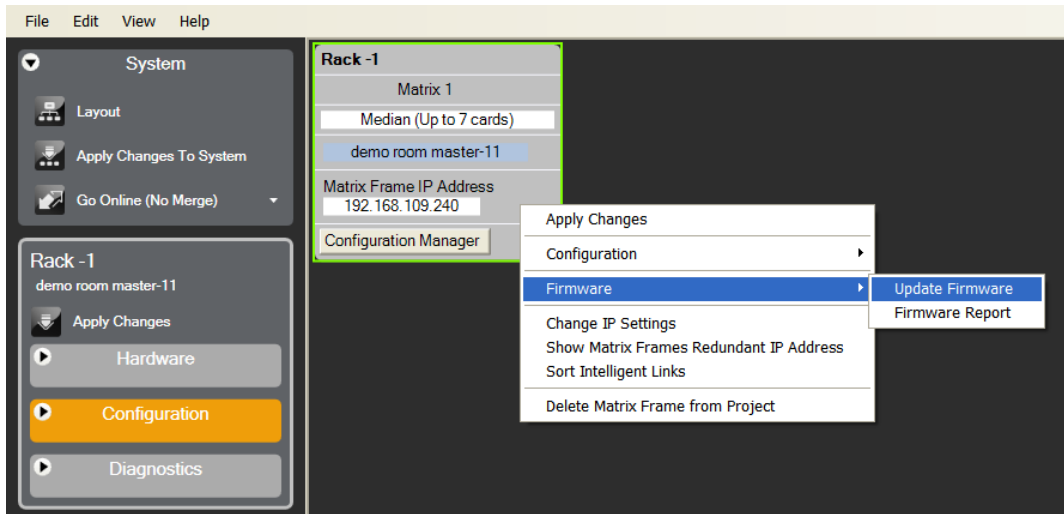 File Edit View Help
System
Layout
Apply Changes To System
Go Online (No Merge)
Rack -1
demo room master-11
Apply Changes
Hardware
Configuration
Diagnostics
Rack -1
Matrix 1
Median (Up to 7 cards)
demo room master-11
Matrix Frame IP Address
192.168.109.240
Configuration Manager
Apply Changes
Configuration
Firmware
Change IP Settings
Show Matrix Frames Redundant IP Address
Sort Intelligent Links
Delete Matrix Frame from Project
Update Firmware
Firmware Report